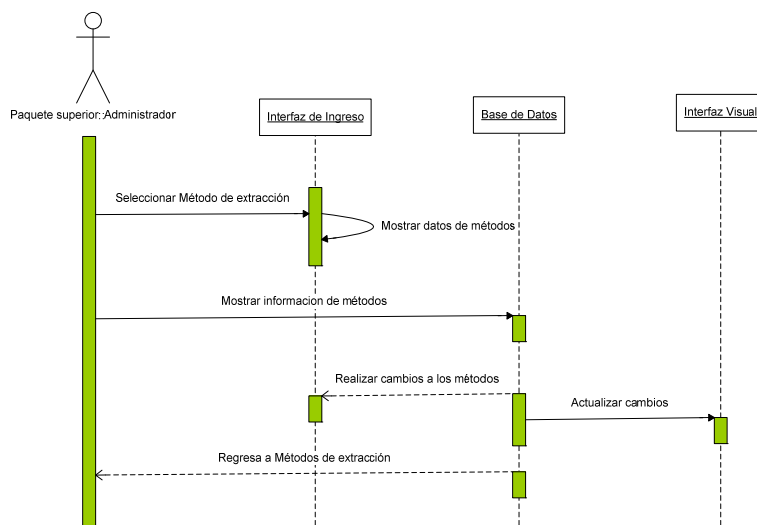 Paquete superior::Administrador
Interfaz de Ingreso
Base de Datos
Interfaz Visual
Seleccionar Método de extracción
Mostrar datos de métodos
Mostrar informacion de métodos
Realizar cambios a los métodos
Actualizar cambios
Regresa a Métodos de extracción